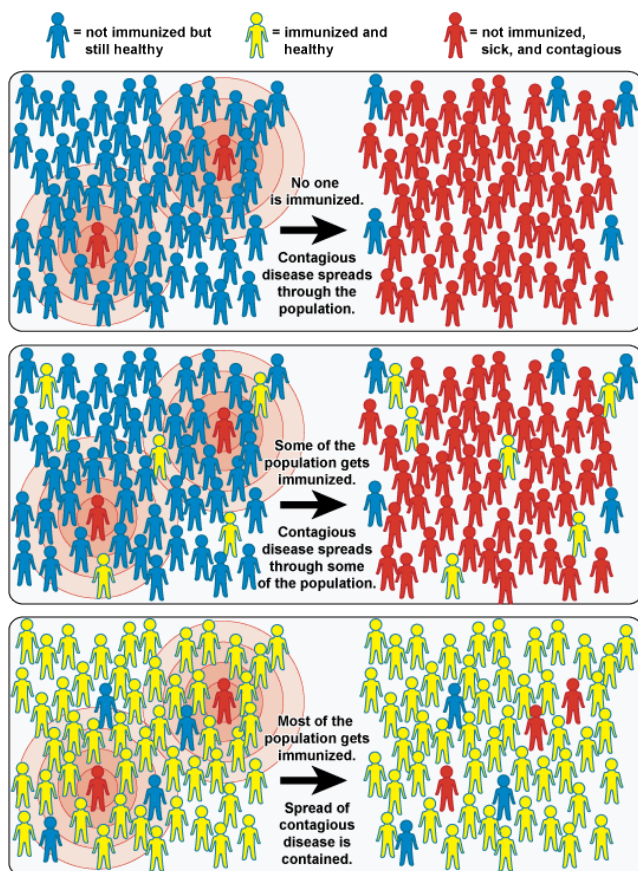 = not immunized but
still healthy
= immunized and
healthy
= not immunized,
sick, and contagious
No one
is immunized.
Contagious
disease spreads
through the
population.
Some of the
population gets
immunized.
Contagious
disease spreads
through some
of the population.
Most of the
population gets
immunized.
Spread of
contagious
disease is
contained.